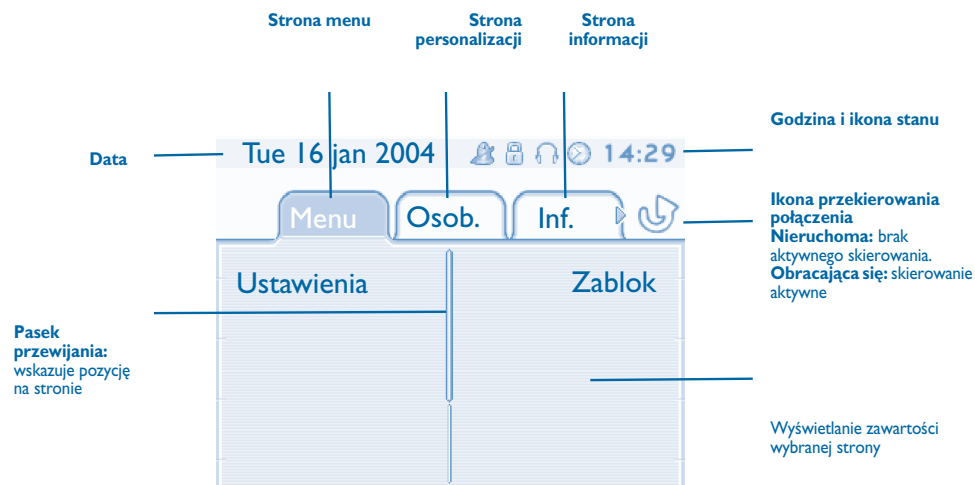 Strona menu
Strona
personalizacji
Strona
informacji
Godzina i ikona stanu
Data
Tue 16 jan 2004
14:29
Ikona przekierowania
połączenia
Nieruchoma: brak
aktywnego skierowania.
Obracająca się: skierowanie
aktywne
Menu
Osob.
Inf.
Ustawienia
Zablok
Pasek
przewijania:
wskazuje pozycję
na stronie
Wyświetlanie zawartości
wybranej strony